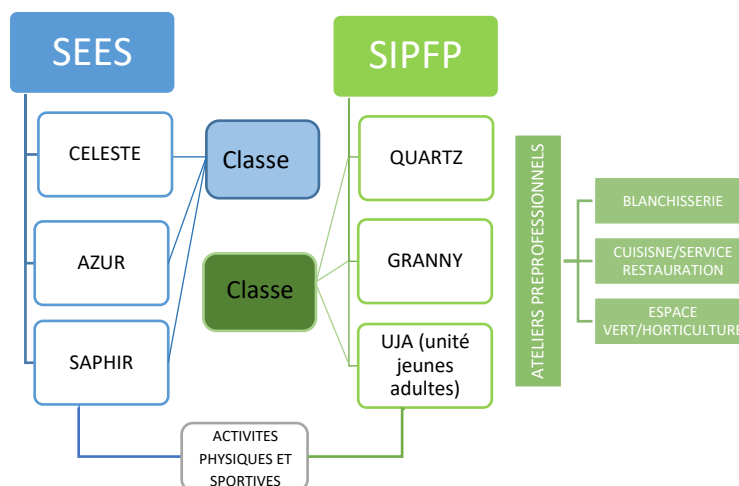 SEES
CELESTE
AZUR
SAPHIR
Classe
Classe
SIPFP
QUARTZ
GRANNY
UJA (unité
jeunes
adultes)
ACTIVITES
PHYSIQUES ET
SPORTIVES
ATELIERS PREPROFESSIONNELS
BLANCHISSERIE
CUISISNE/SERVICE
RESTAURATION
ESPACE
VERT/HORTICULTURE